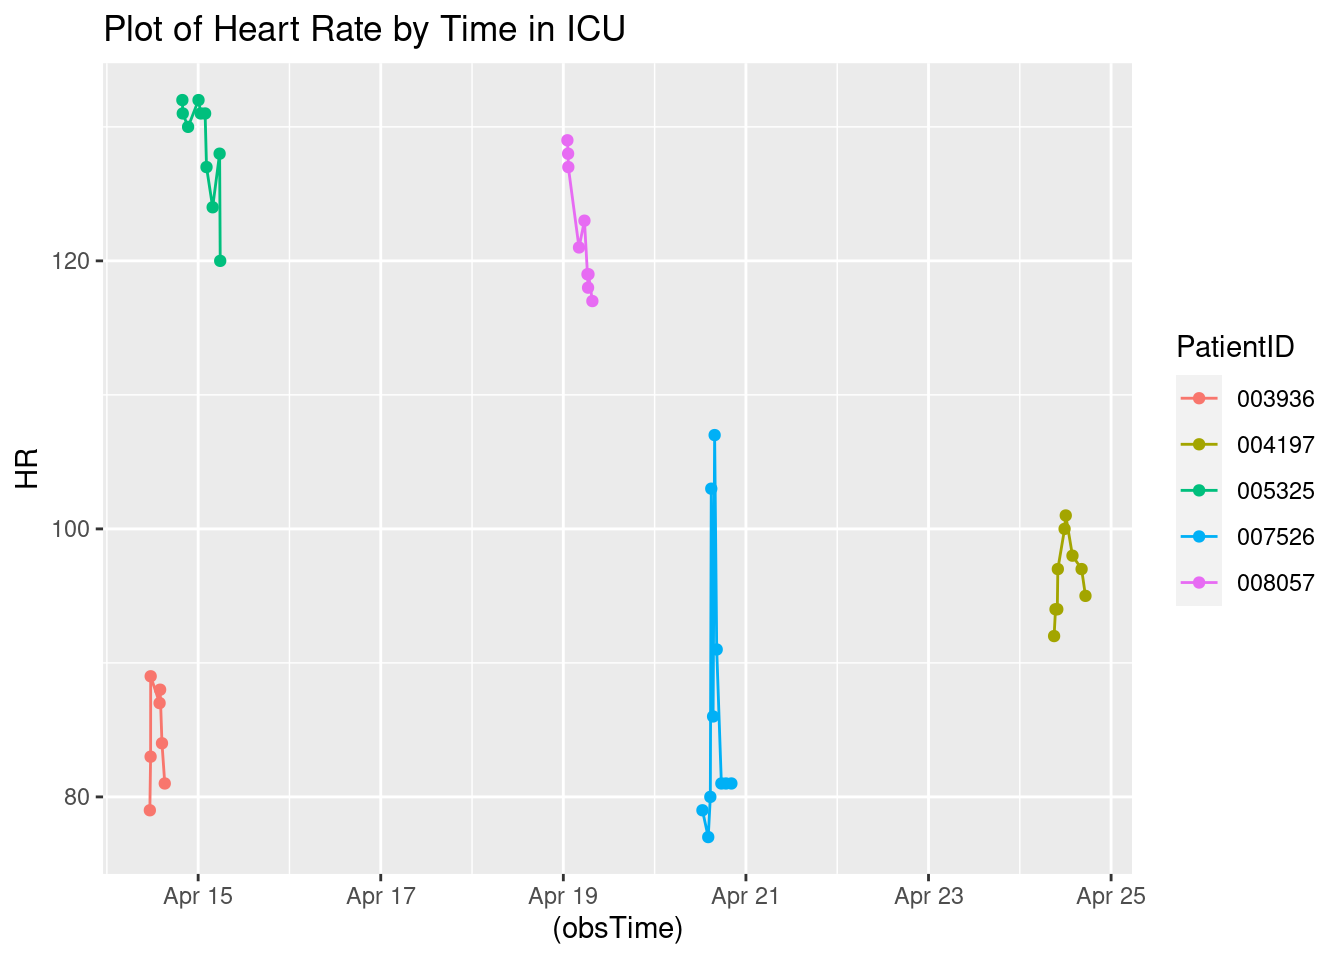 Plot of Heart Rate by Time in ICU
HR
120
100
80
Apr 15
Apr 17
Apr 19
Apr 21
Apr 23
Apr 25
(obsTime)
PatientID
003936
004197
005325
007526
008057